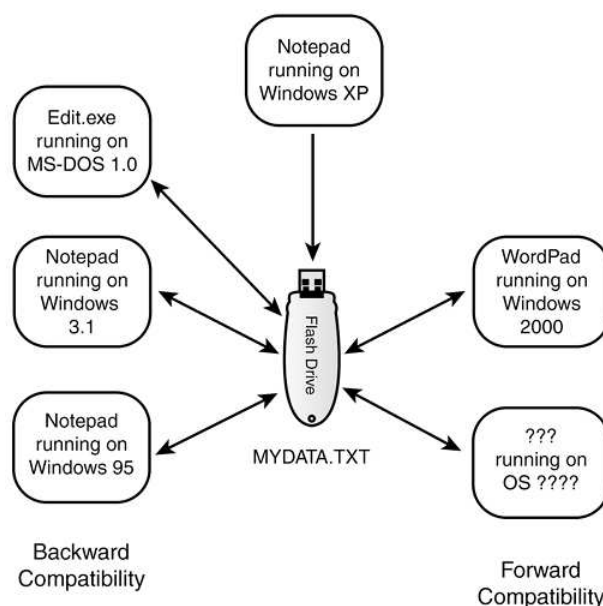 Notepad
running on
Windows XP
Edit.exe
running on
MS-DOS 1.0
Notepad
running on
Windows
3.1
WordPad
running on
Windows
2000
Flash Drive
Notepad
running on
Windows 95
???
running on
OS ????
MYDATA.TXT
Backward
Compatibility
Forward
Compatibility